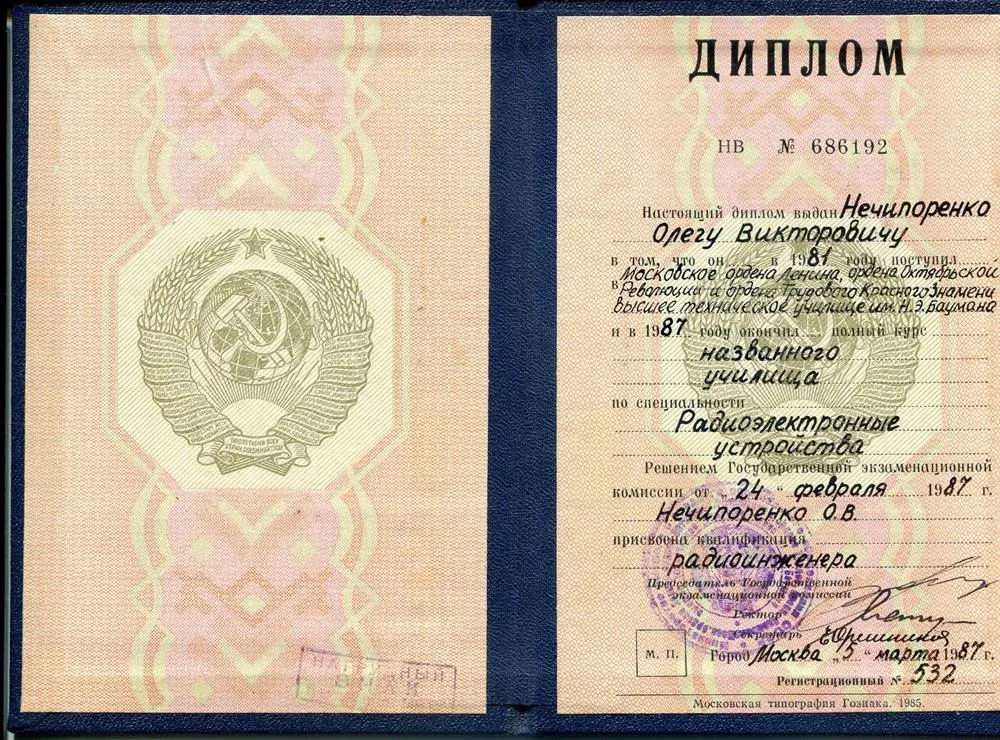 ДИПЛОМ
НВ № 686192
Настоящий диплом выдан Нечипоренко
Олегу Викторовичу
в том, что он в 1981 году поступил
в Московское ордена Ленина, ордена Октябрьской
Революции и ордена Трудового Красного Знамени
высшее техническое училище им. Н.Э. Баумана
и в 1987 году окончил полный курс
названного
училища
по специальности
Радиоэлектронные
устройства
Решением Государственной экзаменационной
комиссии от „24“ февраля 1987 г.
Нечипоренко О.В.
присвоена квалификация
радиоинженера
Председатель Государственной
экзаменационной комиссии
Ректор
Секретарь
М. П.
Город Москва „5“ марта 1987 г.
Регистрационный № 532
Московская типография Гознака. 1985.